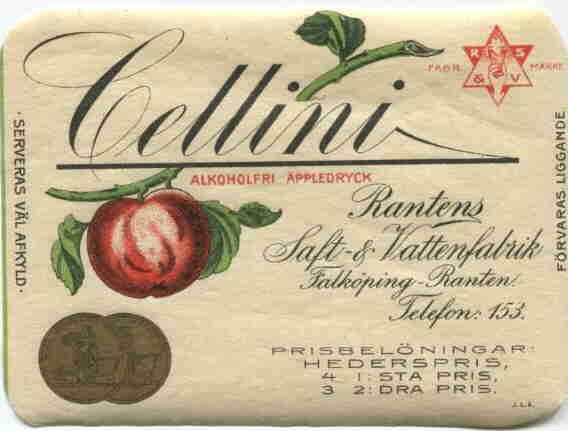 Cellini
R S
& V
FABR. MÄRKE
ALKOHOLFRI ÄPPLEDRYCK
Rantens
Saft-& Vattenfabrik
Falköping-Ranten.
Telefon: 153.
PRISBELÖNINGAR:
HEDERSPRIS,
4 1:STA PRIS,
3 2:DRA PRIS.
· SERVERAS VÄL AFKYLD ·
FÖRVARAS LIGGANDE
J.L.A.